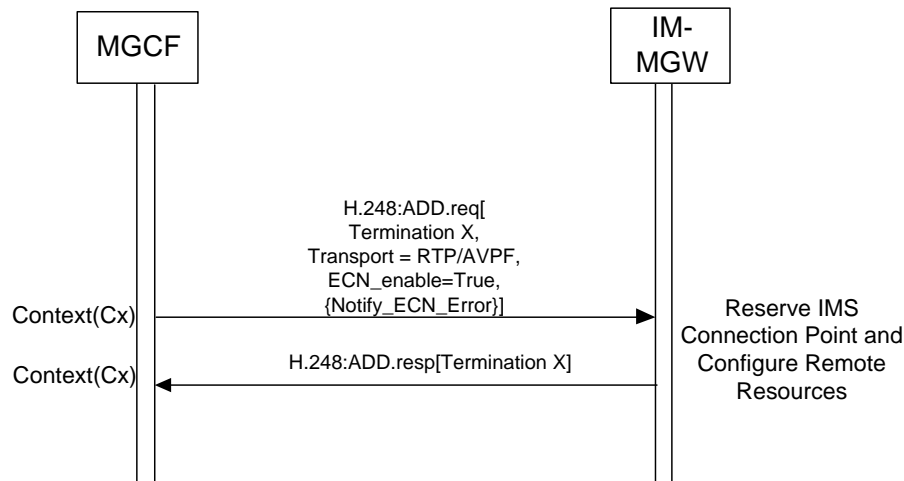 MGCF
IM-
MGW
H.248:ADD.req[
Termination X,
Transport = RTP/AVPF,
ECN_enable=True,
{Notify_ECN_Error}]
Context(Cx)
Reserve IMS
Connection Point and
Configure Remote
Resources
H.248:ADD.resp[Termination X]
Context(Cx)